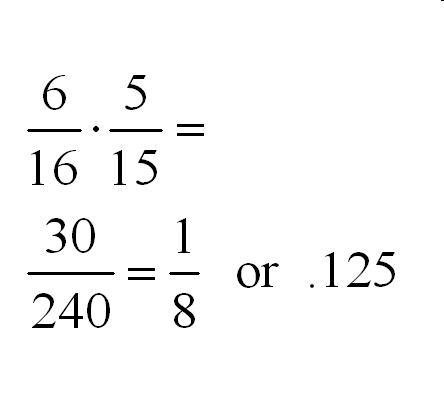 6/16 · 5/15 =
30/240 = 1/8 or .125